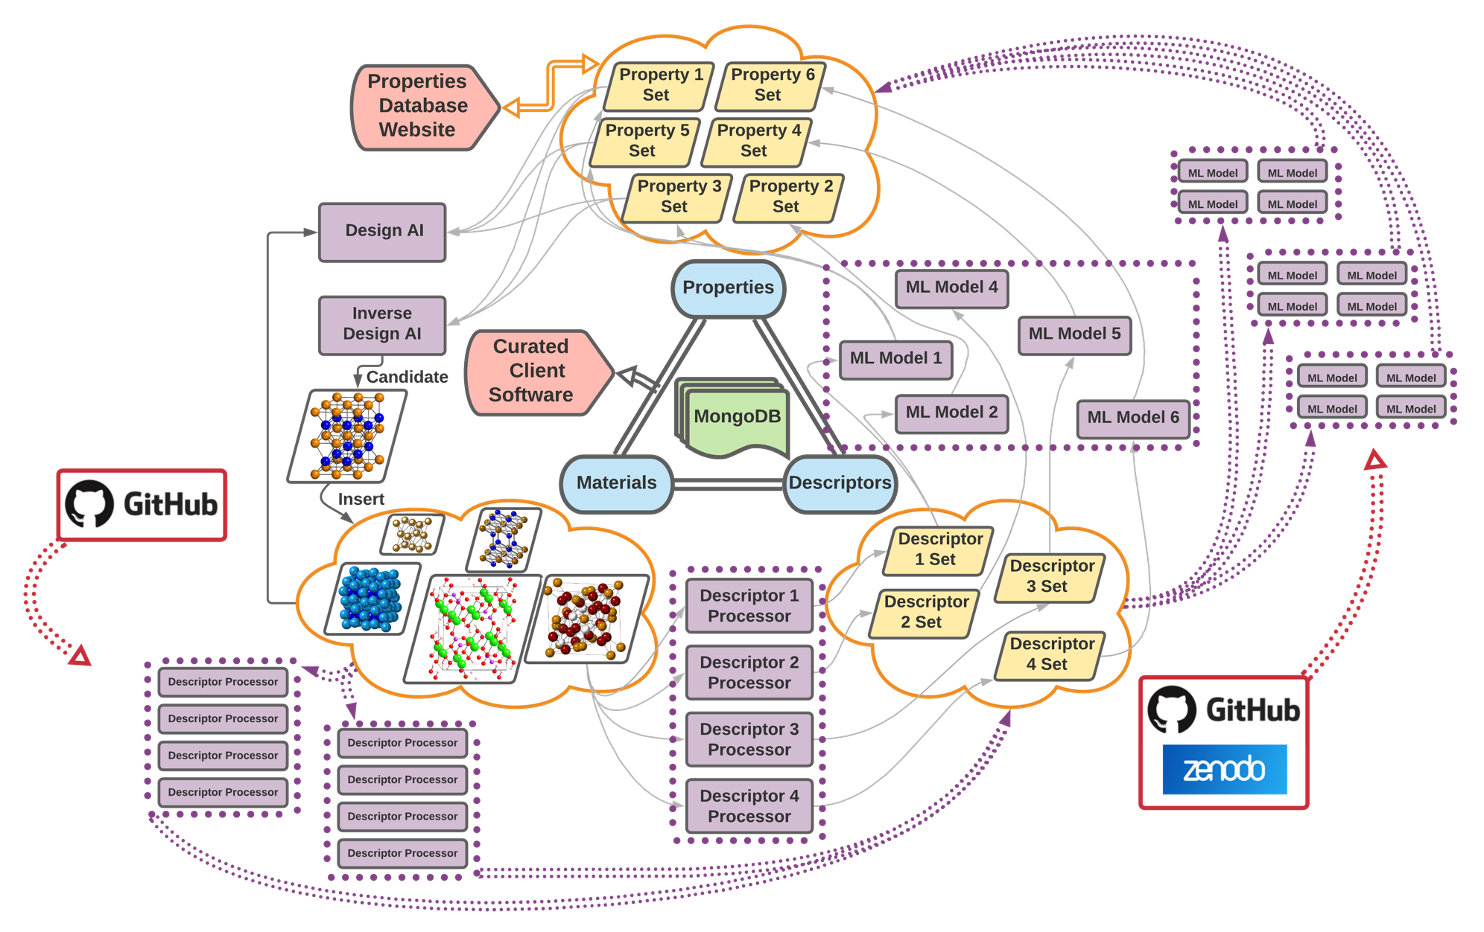 Properties
Database
Website
Property 1
Set
Property 6
Set
Property 5
Set
Property 4
Set
Property 3
Set
Property 2
Set
Design AI
Inverse
Design AI
Candidate
Insert
Properties
Curated
Client
Software
MongoDB
Materials
Descriptors
ML Model 4
ML Model 5
ML Model 1
ML Model 2
ML Model 6
ML Model
ML Model
ML Model
ML Model
ML Model
ML Model
ML Model
ML Model
ML Model
ML Model
ML Model
ML Model
GitHub
Descriptor
1 Set
Descriptor
2 Set
Descriptor
3 Set
Descriptor
4 Set
Descriptor 1
Processor
Descriptor 2
Processor
Descriptor 3
Processor
Descriptor 4
Processor
Descriptor Processor
Descriptor Processor
Descriptor Processor
Descriptor Processor
Descriptor Processor
Descriptor Processor
Descriptor Processor
Descriptor Processor
GitHub
zenodo